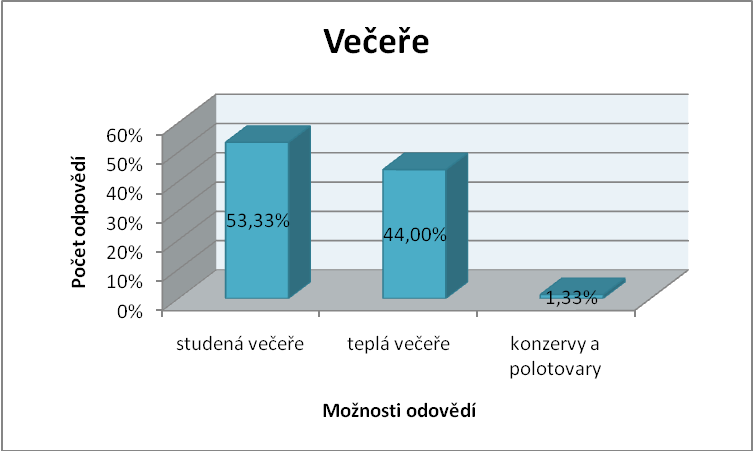 Večeře
Počet odpovědí
60%
50%
40%
30%
20%
10%
0%
53,33%
44,00%
1,33%
studená večeře
teplá večeře
konzervy a
polotovary
Možnosti odovědí